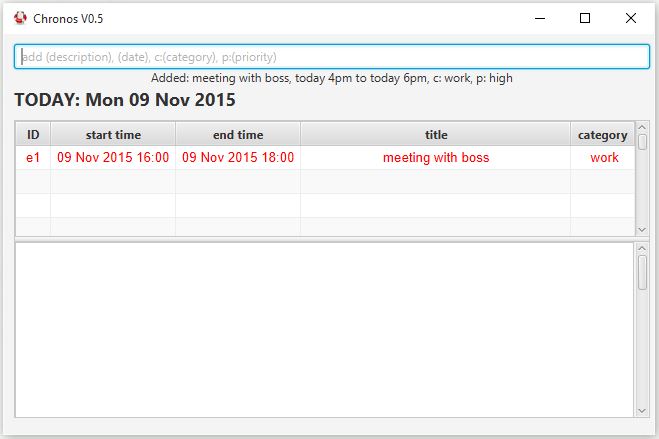 Chronos V0.5
add (description), (date), c:(category), p:(priority)
Added: meeting with boss, today 4pm to today 6pm, c: work, p: high
TODAY: Mon 09 Nov 2015
ID start time end time title category
e1 09 Nov 2015 16:00 09 Nov 2015 18:00 meeting with boss work